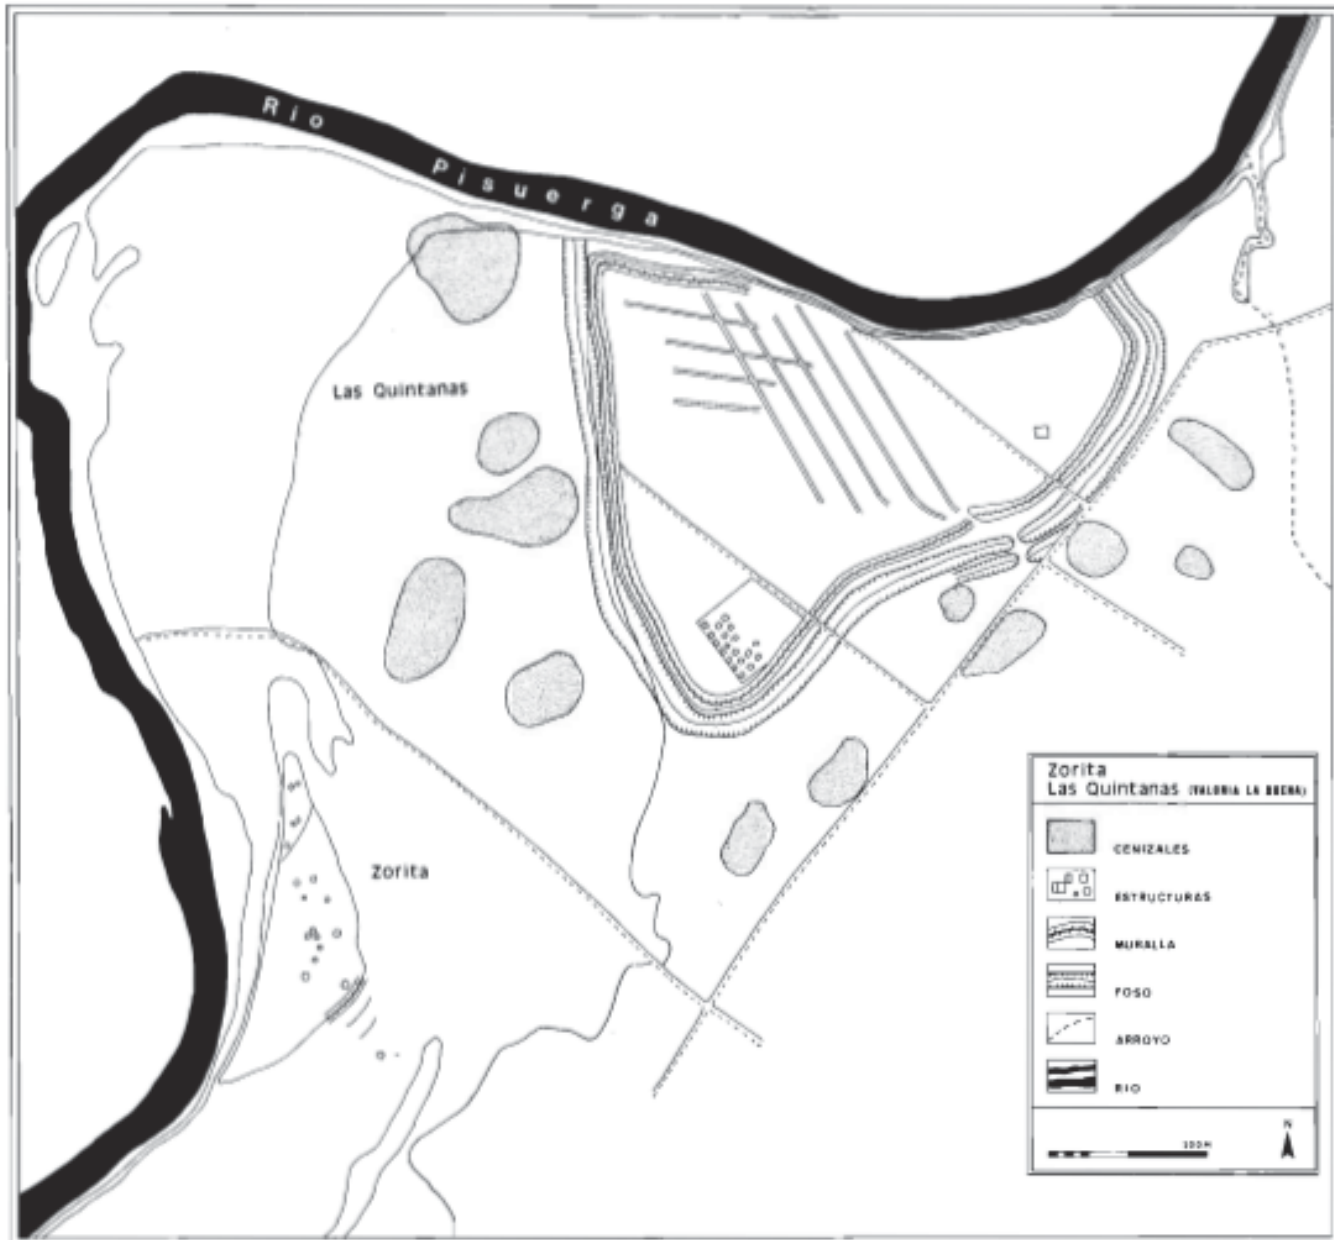 Rio Pisuerga
Las Quintanas
Zorita
Zorita
Las Quintanas (VALORIA LA BUENA)
CENIZALES
ESTRUCTURAS
MURALLA
FOSO
ARROYO
RIO
N